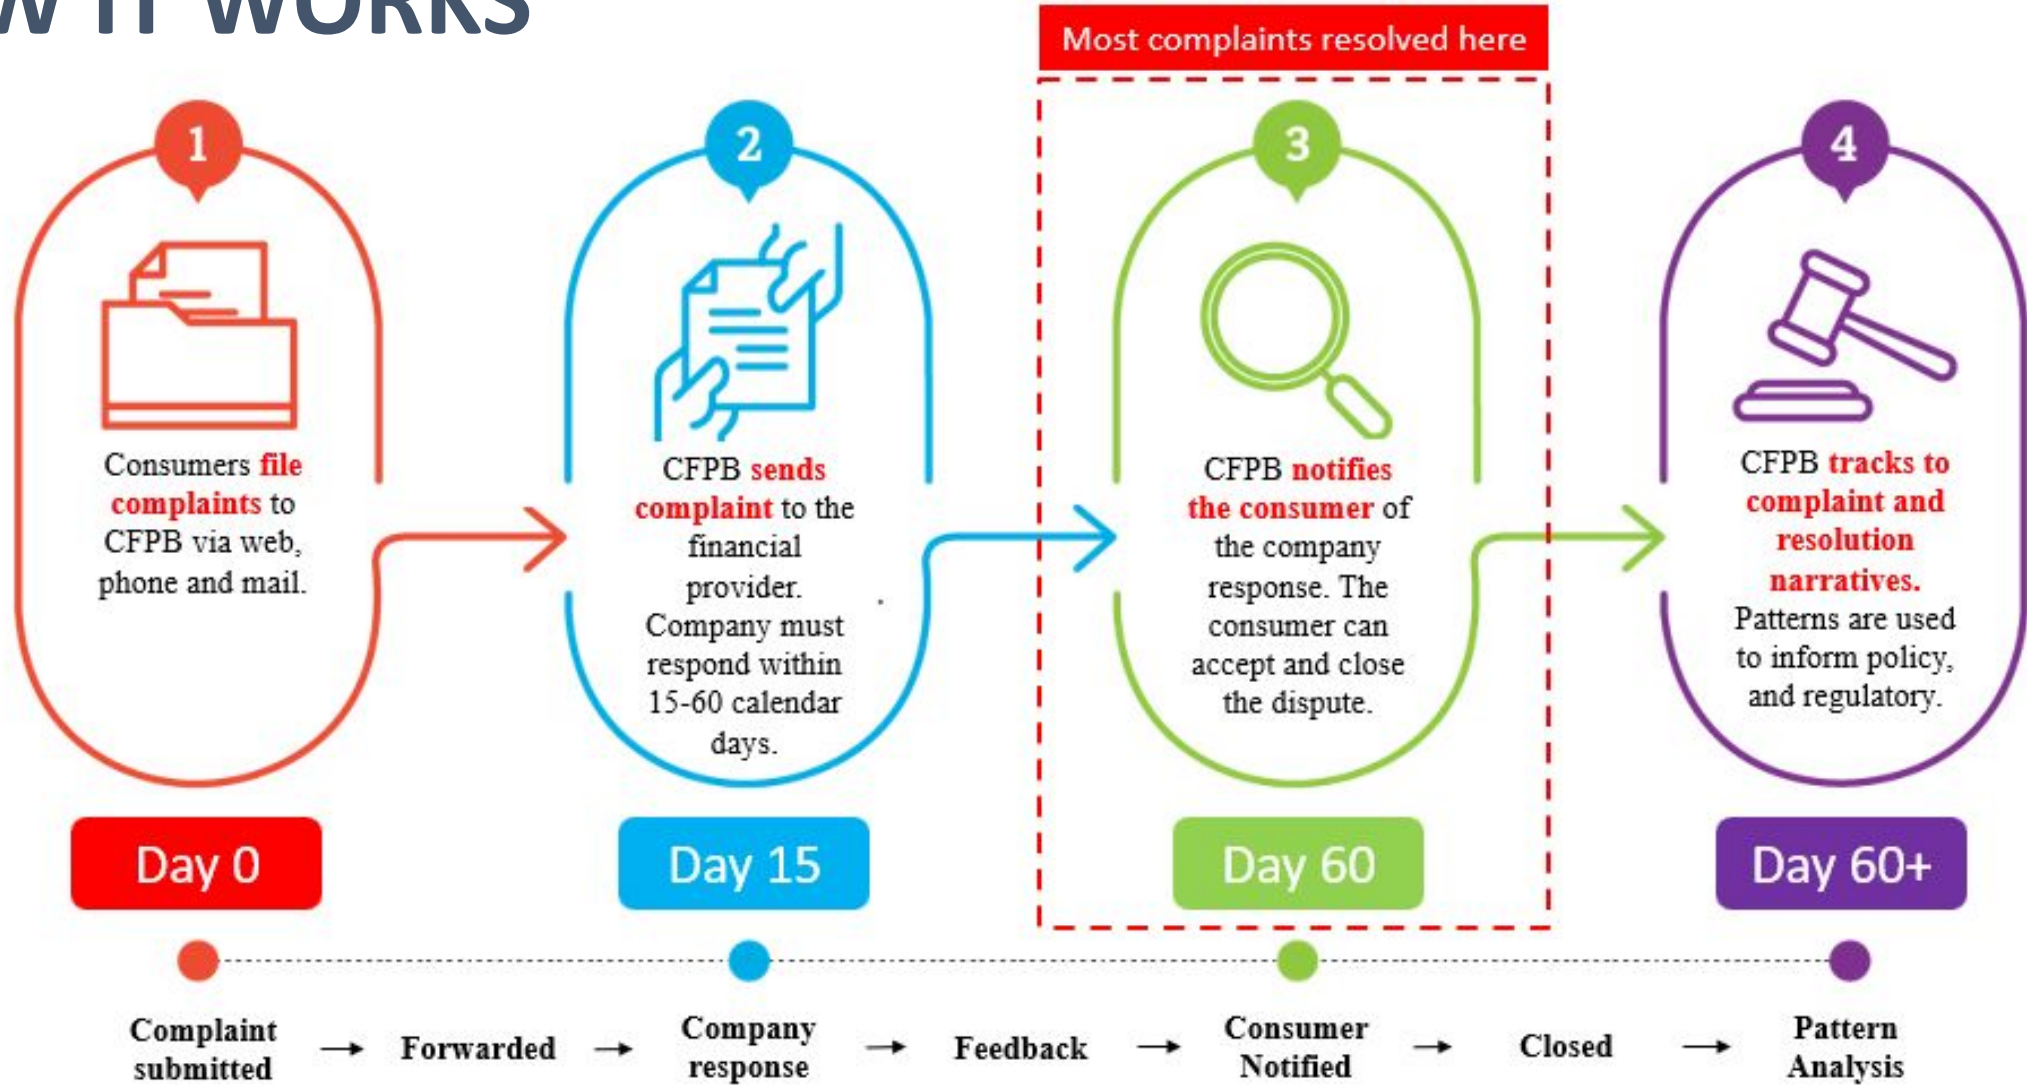 W IT WORKS
Most complaints resolved here
1
Consumers file
complaints to
CFPB via web,
phone and mail.
Day 0
2
CFPB sends
complaint to the
financial
provider.
Company must
respond within
15-60 calendar
days.
Day 15
3
CFPB notifies
the consumer of
the company
response. The
consumer can
accept and close
the dispute.
Day 60
4
CFPB tracks to
complaint and
resolution
narratives.
Patterns are used
to inform policy,
and regulatory.
Day 60+
Complaint
submitted
Forwarded
Company
response
Feedback
Consumer
Notified
Closed
Pattern
Analysis